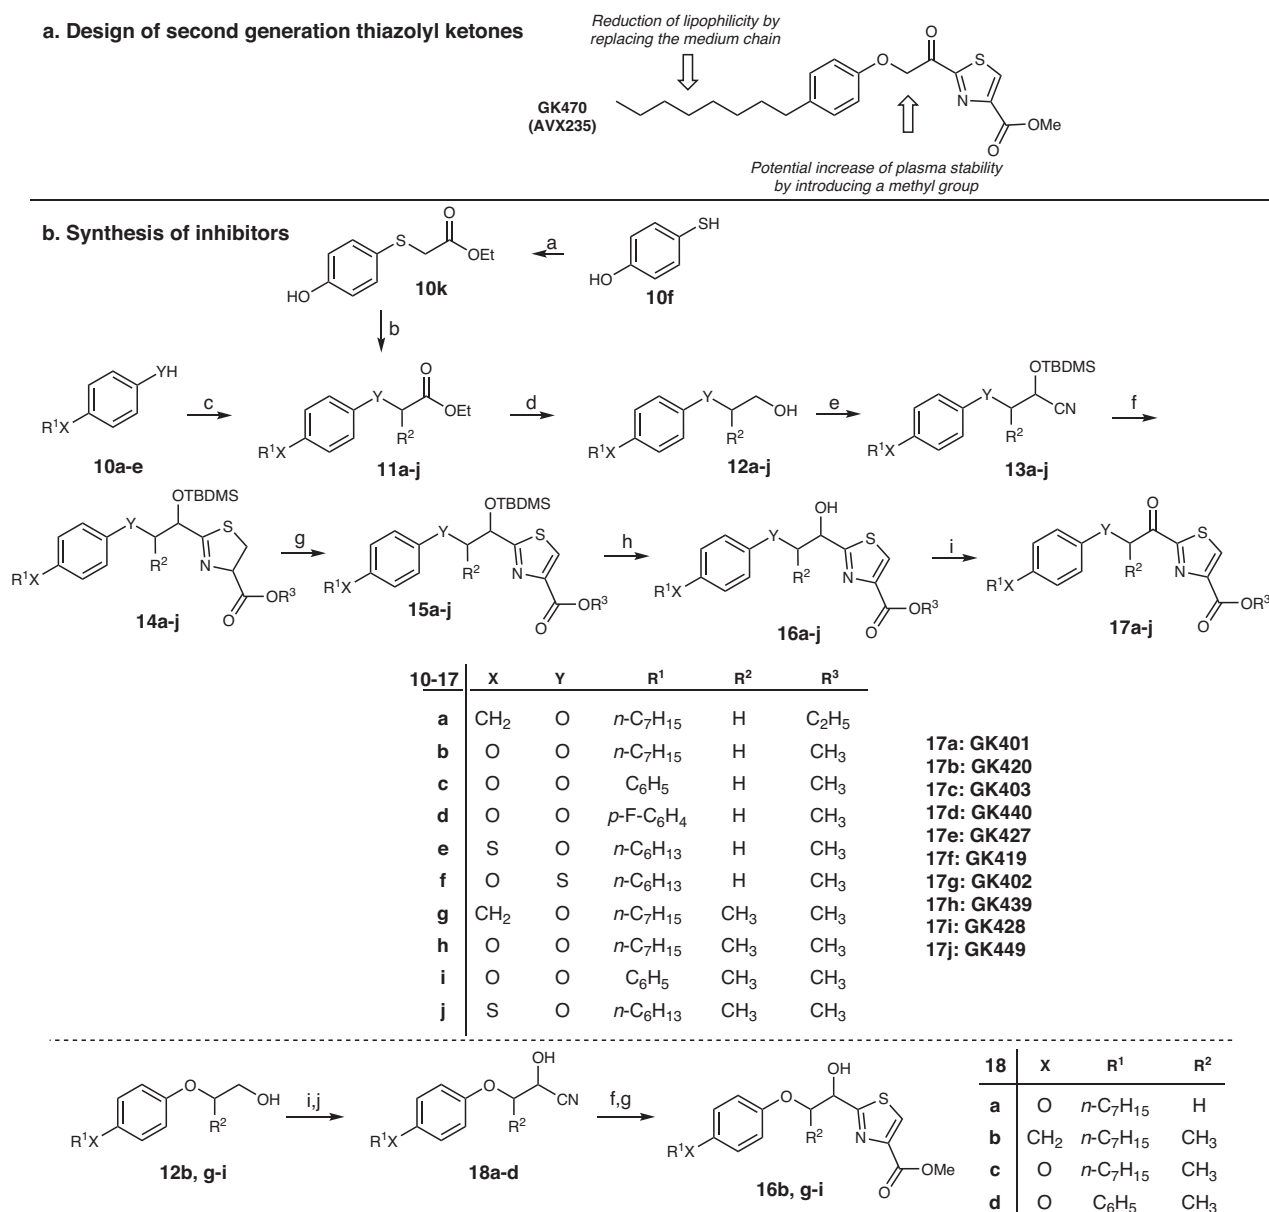 a. Design of second generation thiazolyl ketones
Reduction of lipophilicity by
replacing the medium chain
GK470
(AVX235)
O
O
S
N
O
OMe
Potential increase of plasma stability
by introducing a methyl group
b. Synthesis of inhibitors
HO
S
O
OEt
10k
a
SH
HO
10f
b
YH
R¹X
10a-e
c
Y
O
OEt
R²
R¹X
11a-j
d
Y
OH
R²
R¹X
12a-j
e
OTBDMS
Y
CN
R²
R¹X
13a-j
f
OTBDMS
Y
S
R²
N
R¹X
OR³
O
14a-j
g
OTBDMS
Y
S
R²
N
R¹X
OR³
O
15a-j
h
OH
Y
S
R²
N
R¹X
OR³
O
16a-j
i
O
Y
S
R²
N
R¹X
OR³
O
17a-j
10-17 X Y R¹ R² R³
a CH₂ O n-C₇H₁₅ H C₂H₅
b O O n-C₇H₁₅ H CH₃
c O O C₆H₅ H CH₃
d O O p-F-C₆H₄ H CH₃
e S O n-C₆H₁₃ H CH₃
f O S n-C₆H₁₃ H CH₃
g CH₂ O n-C₇H₁₅ CH₃ CH₃
h O O n-C₇H₁₅ CH₃ CH₃
i O O C₆H₅ CH₃ CH₃
j S O n-C₆H₁₃ CH₃ CH₃
17a: GK401
17b: GK420
17c: GK403
17d: GK440
17e: GK427
17f: GK419
17g: GK402
17h: GK439
17i: GK428
17j: GK449
O
OH
R²
R¹X
12b, g-i
i,j
OH
O
CN
R²
R¹X
18a-d
f,g
OH
O
S
R²
N
R¹X
OMe
O
16b, g-i
18 X R¹ R²
a O n-C₇H₁₅ H
b CH₂ n-C₇H₁₅ CH₃
c O n-C₇H₁₅ CH₃
d O C₆H₅ CH₃